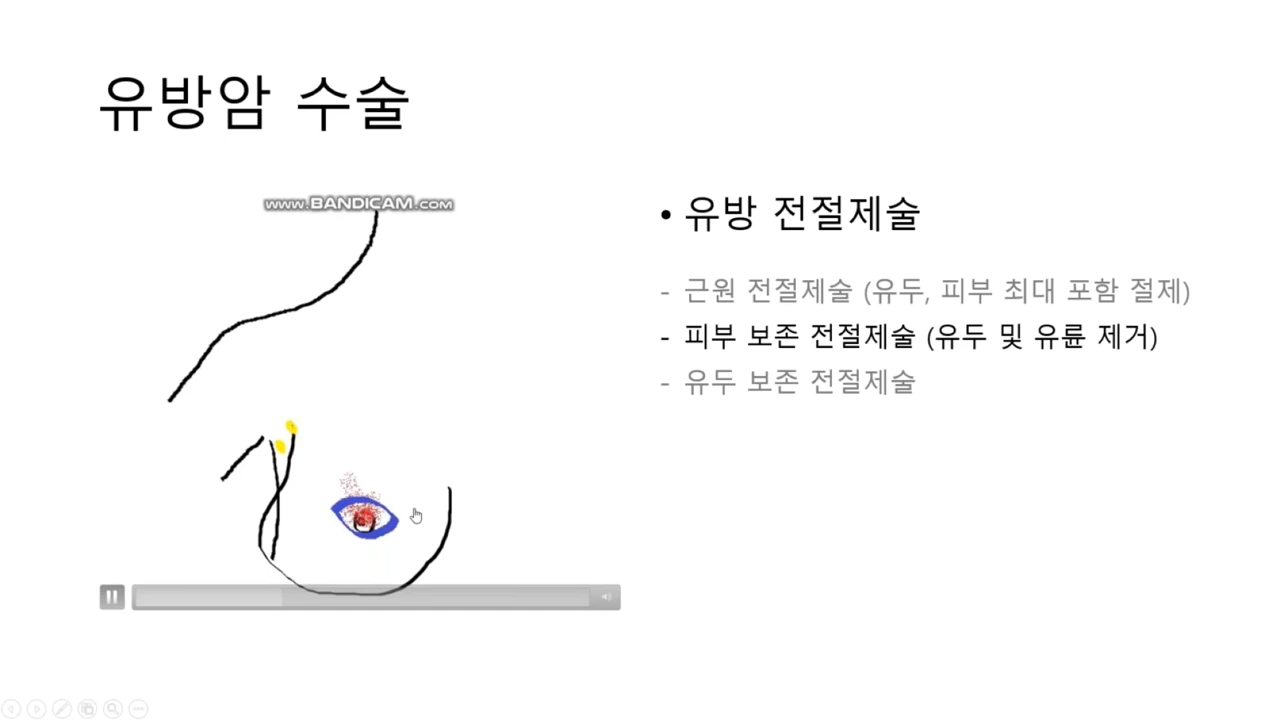 유방암 수술
www.BANDICAM.com
• 유방 전절제술
- 근원 전절제술 (유두, 피부 최대 포함 절제)
- 피부 보존 전절제술 (유두 및 유륜 제거)
- 유두 보존 전절제술